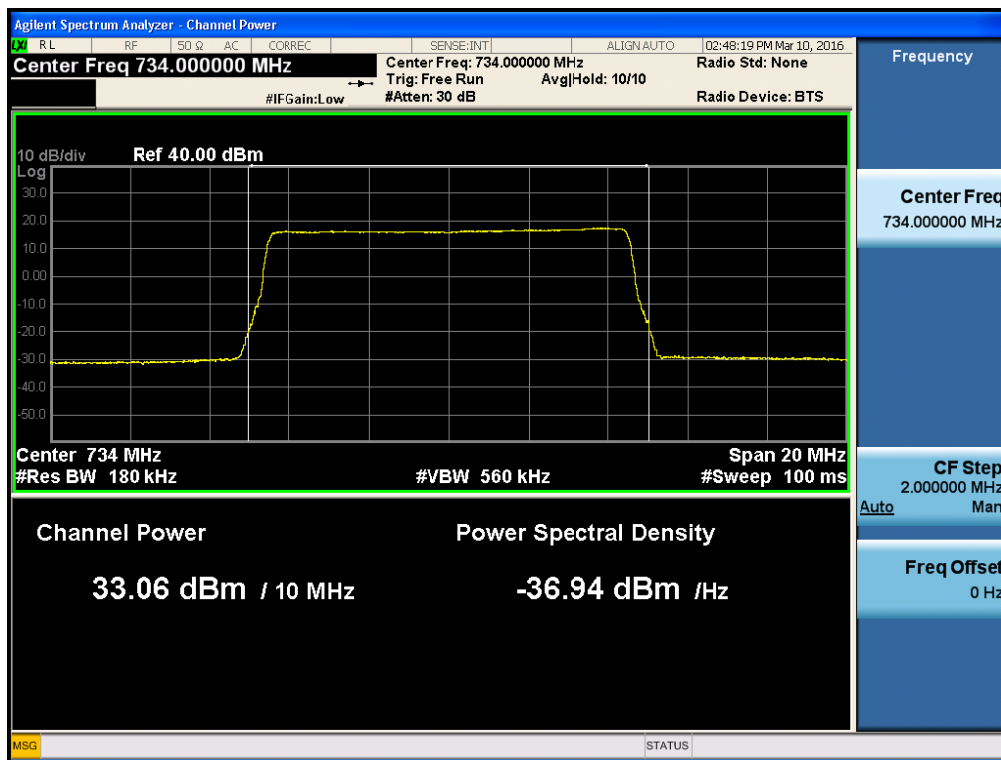 Agilent Spectrum Analyzer - Channel Power
LXI RL RF 50 Ω AC CORREC SENSE:INT ALIGN AUTO 02:48:19 PM Mar 10, 2016
Center Freq 734.000000 MHz
Center Freq: 734.000000 MHz Radio Std: None
Trig: Free Run Avg|Hold: 10/10
#IFGain:Low #Atten: 30 dB Radio Device: BTS
10 dB/div Ref 40.00 dBm
Log
30.0
20.0
10.0
0.00
-10.0
-20.0
-30.0
-40.0
-50.0
Center 734 MHz Span 20 MHz
#Res BW 180 kHz #VBW 560 kHz #Sweep 100 ms
Channel Power Power Spectral Density
33.06 dBm / 10 MHz -36.94 dBm /Hz
Frequency
Center Freq
734.000000 MHz
CF Step
2.000000 MHz
Auto Man
Freq Offset
0 Hz
MSG STATUS